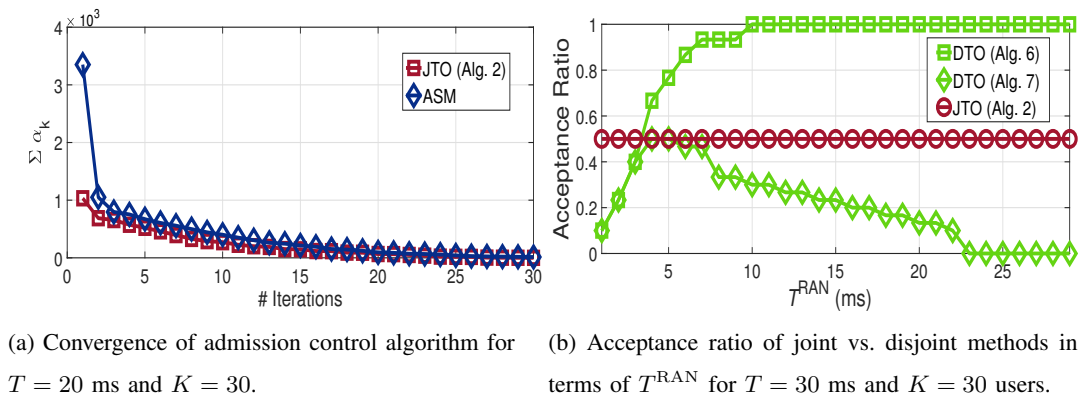 × 10³
4
3
2
1
0
Σ αk
0 5 10 15 20 25 30
# Iterations
JTO (Alg. 2)
ASM
(a) Convergence of admission control algorithm for
T = 20 ms and K = 30.
1
0.8
0.6
0.4
0.2
0
Acceptance Ratio
5 10 15 20 25
T^RAN (ms)
DTO (Alg. 6)
DTO (Alg. 7)
JTO (Alg. 2)
(b) Acceptance ratio of joint vs. disjoint methods in
terms of T^RAN for T = 30 ms and K = 30 users.